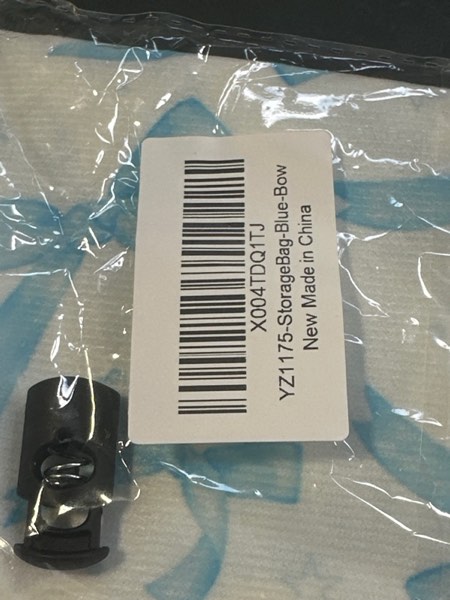 X004TDQ1TJ
YZ1175-StorageBag-Blue-Bow
New Made in China